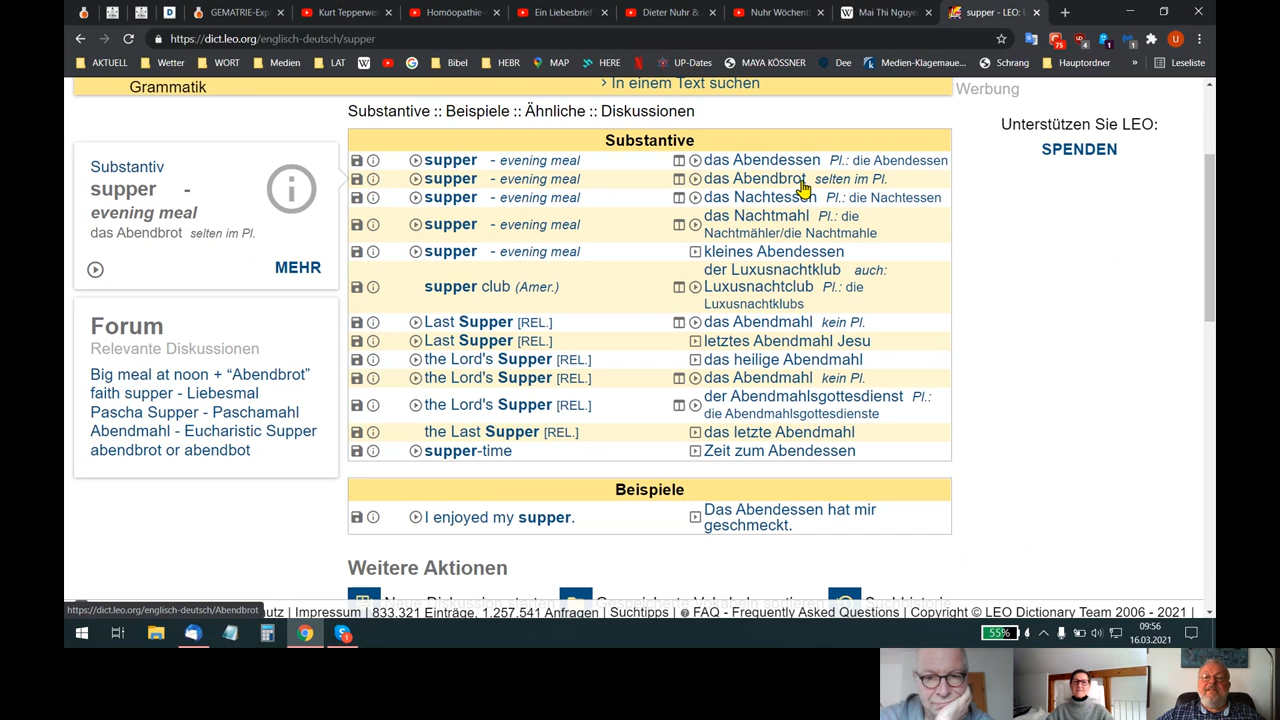 GEMATRIE-Exp
Kurt Tepperwe
Homöopathie-
Ein Liebesbrief
Dieter Nuhr &
Nuhr Wöchent
Mai Thi Nguye
supper - LEO: Ü
https://dict.leo.org/englisch-deutsch/supper
AKTUELL
Wetter
WORT
Medien
LAT
Bibel
HEBR
MAP
HERE
UP-Dates
MAYA KÖSSNER
Dee
Medien-Klagemaue...
Schrang
Hauptordner
Leseliste
Grammatik
› In einem Text suchen
Werbung
Unterstützen Sie LEO:
SPENDEN
Substantive :: Beispiele :: Ähnliche :: Diskussionen
Substantiv
supper -
evening meal
das Abendbrot selten im Pl.
MEHR
Forum
Relevante Diskussionen
Big meal at noon + “Abendbrot”
faith supper - Liebesmal
Pascha Supper - Paschamahl
Abendmahl - Eucharistic Supper
abendbrot or abendbot
Substantive
supper - evening meal das Abendessen Pl.: die Abendessen
supper - evening meal das Abendbrot selten im Pl.
supper - evening meal das Nachtessen Pl.: die Nachtessen
supper - evening meal das Nachtmahl Pl.: die
Nachtmähler/die Nachtmahle
supper - evening meal kleines Abendessen
supper club (Amer.) der Luxusnachtklub auch:
Luxusnachtclub Pl.: die
Luxusnachtklubs
Last Supper [REL.] das Abendmahl kein Pl.
Last Supper [REL.] letztes Abendmahl Jesu
the Lord's Supper [REL.] das heilige Abendmahl
the Lord's Supper [REL.] das Abendmahl kein Pl.
the Lord's Supper [REL.] der Abendmahlsgottesdienst Pl.:
die Abendmahlsgottesdienste
the Last Supper [REL.] das letzte Abendmahl
supper-time Zeit zum Abendessen
Beispiele
I enjoyed my supper. Das Abendessen hat mir
geschmeckt.
Weitere Aktionen
https://dict.leo.org/englisch-deutsch/Abendbrot
utz | Impressum | 833.321 Einträge, 1.257.541 Anfragen | Suchtipps | FAQ - Frequently Asked Questions | Copyright © LEO Dictionary Team 2006 - 2021 |
55%
09:56
16.03.2021